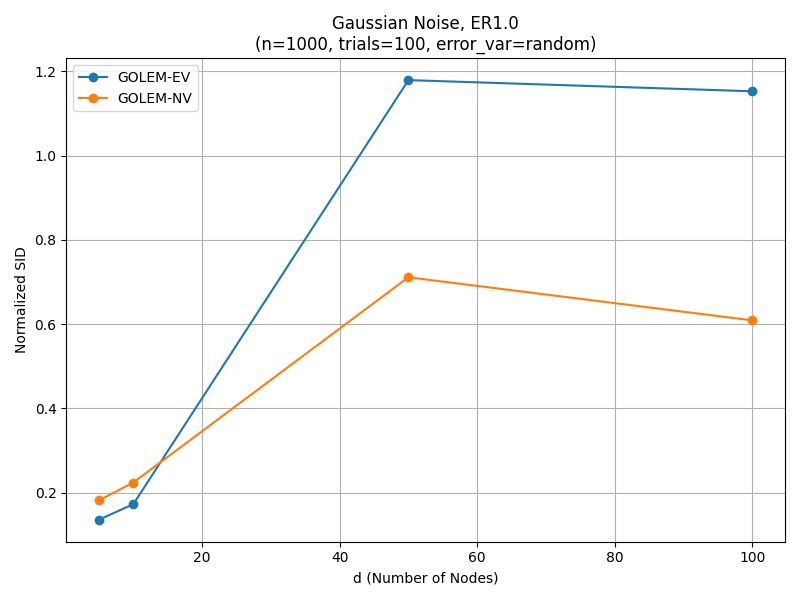 Gaussian Noise, ER1.0
(n=1000, trials=100, error_var=random)
GOLEM-EV
GOLEM-NV
Normalized SID
1.2
1.0
0.8
0.6
0.4
0.2
20
40
60
80
100
d (Number of Nodes)